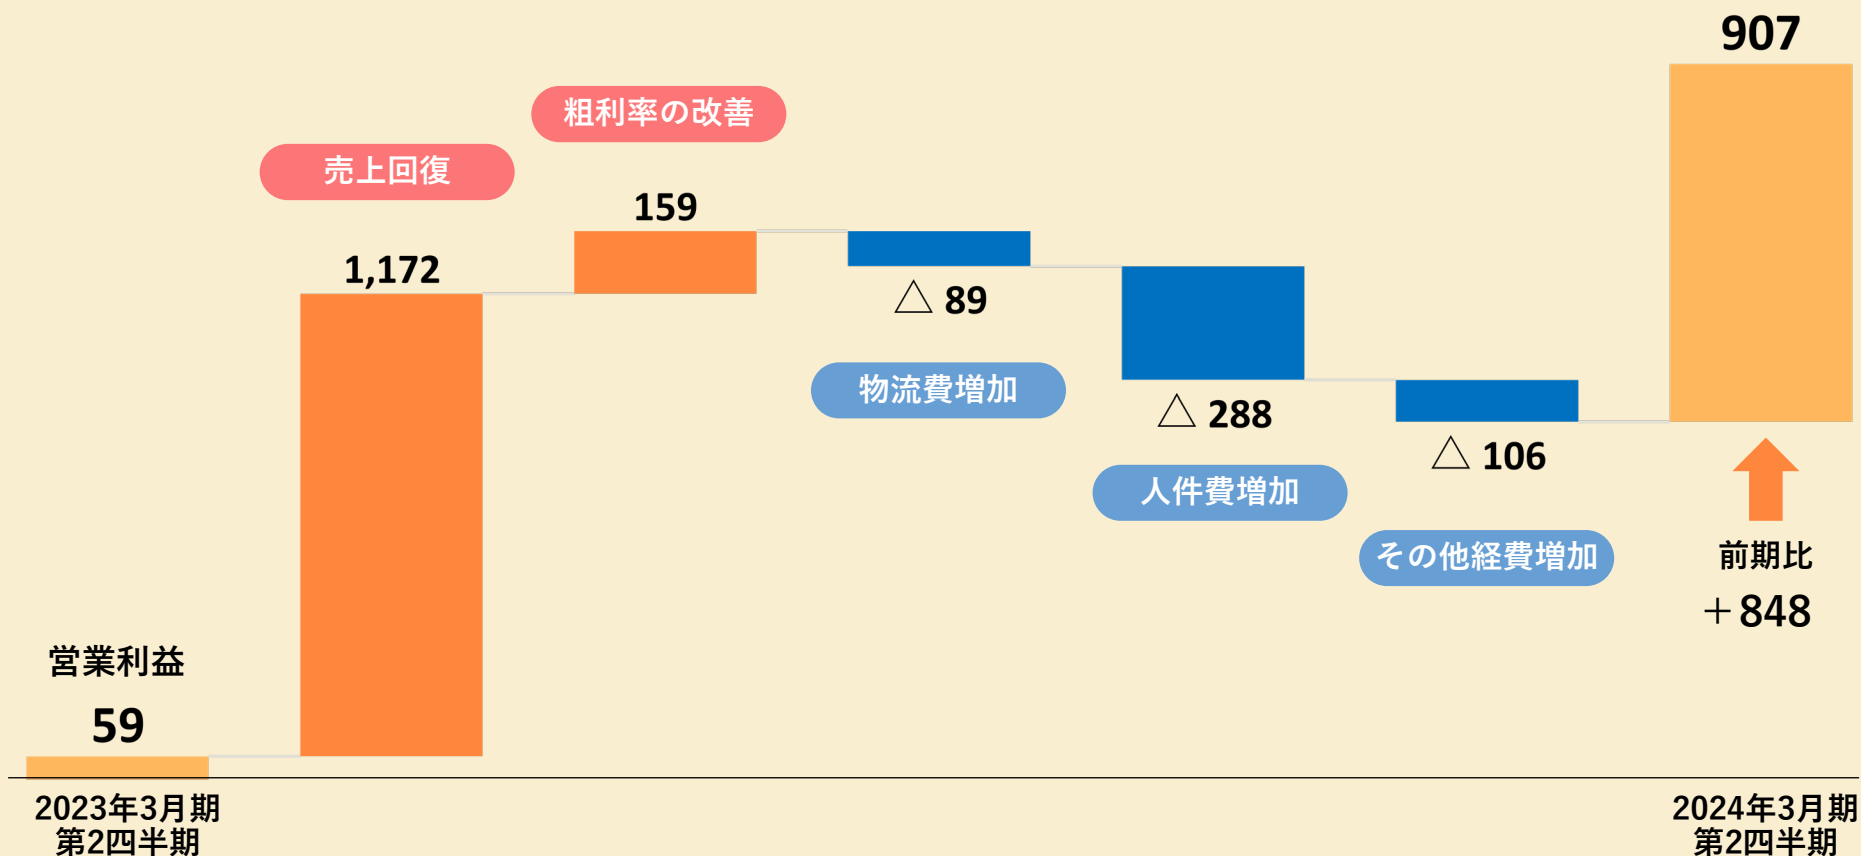 907
粗利率の改善
売上回復
159
1,172
△ 89
物流費増加
△ 288
人件費増加
△ 106
その他経費増加
前期比
＋848
営業利益
59
2023年3月期
第2四半期
2024年3月期
第2四半期